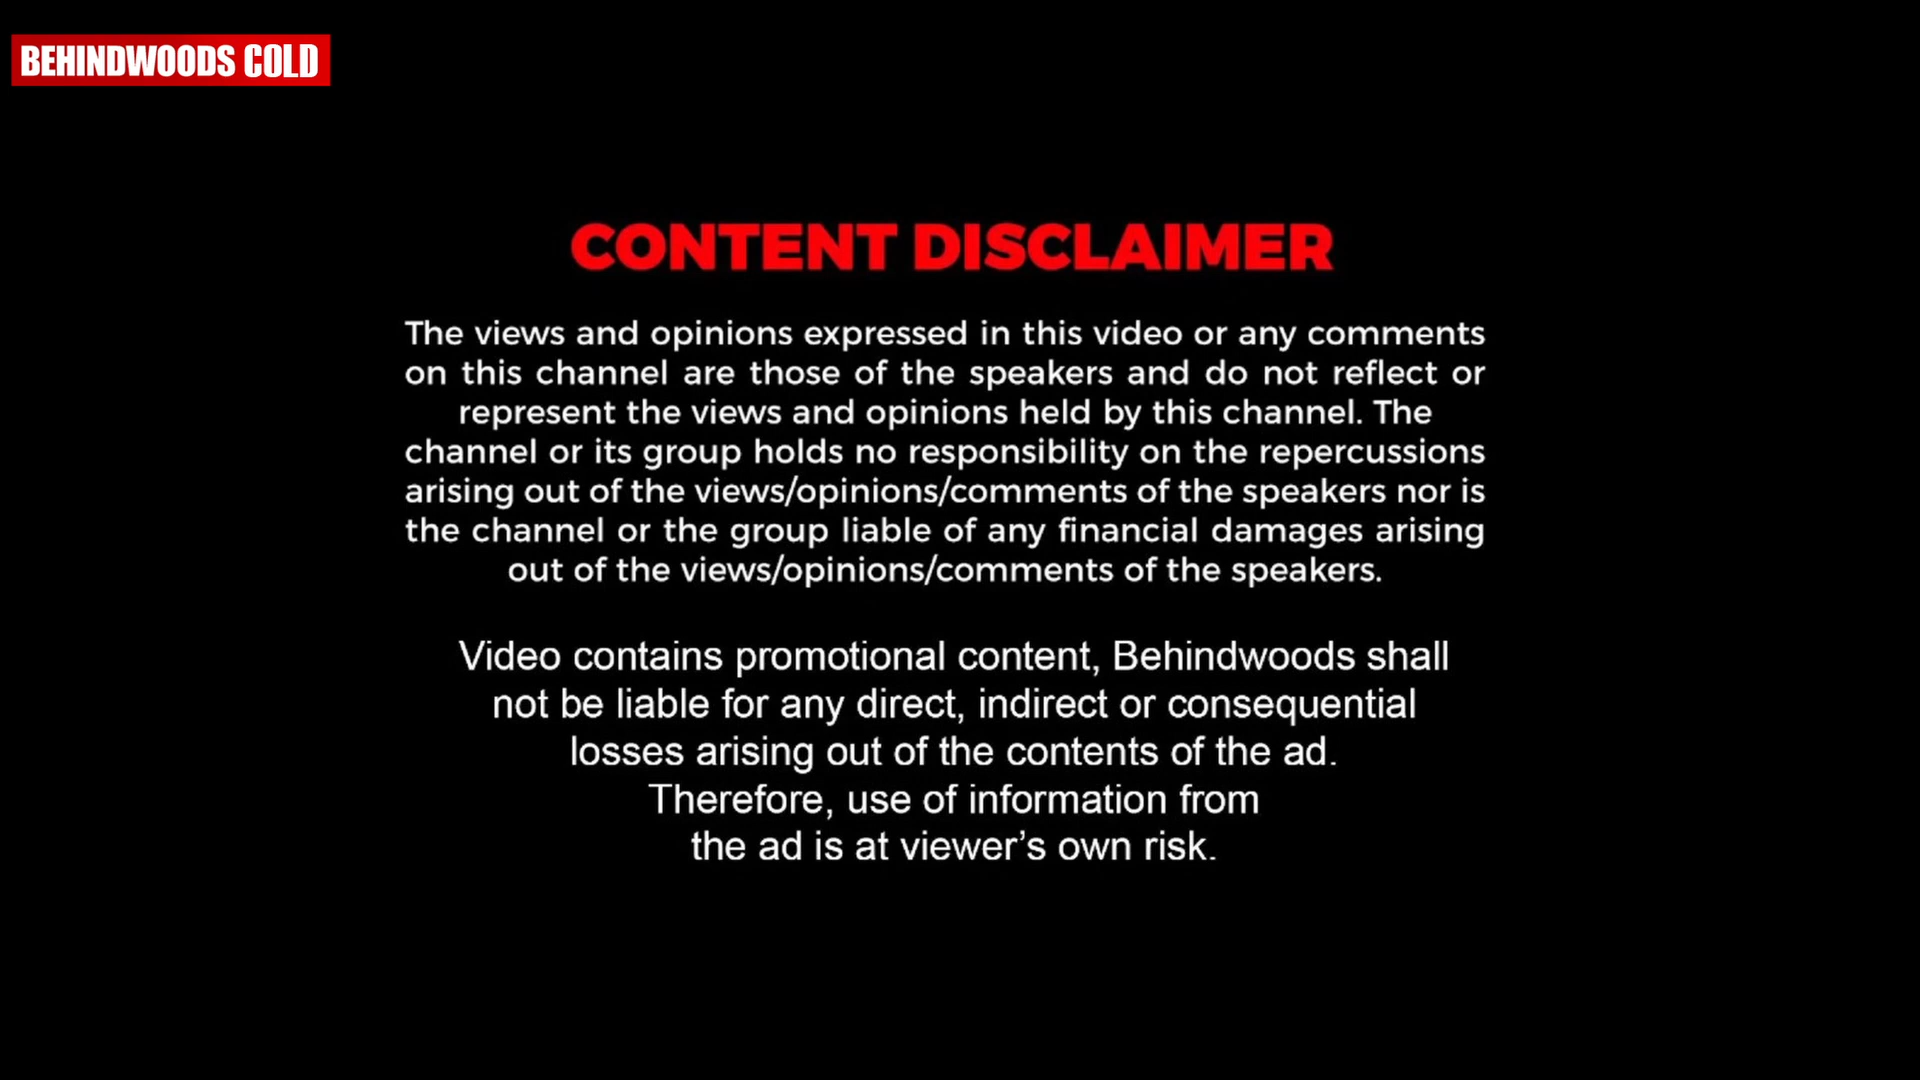 BEHINDWOODS COLD
CONTENT DISCLAIMER
The views and opinions expressed in this video or any comments
on this channel are those of the speakers and do not reflect or
represent the views and opinions held by this channel. The
channel or its group holds no responsibility on the repercussions
arising out of the views/opinions/comments of the speakers nor is
the channel or the group liable of any financial damages arising
out of the views/opinions/comments of the speakers.
Video contains promotional content, Behindwoods shall
not be liable for any direct, indirect or consequential
losses arising out of the contents of the ad.
Therefore, use of information from
the ad is at viewer’s own risk.